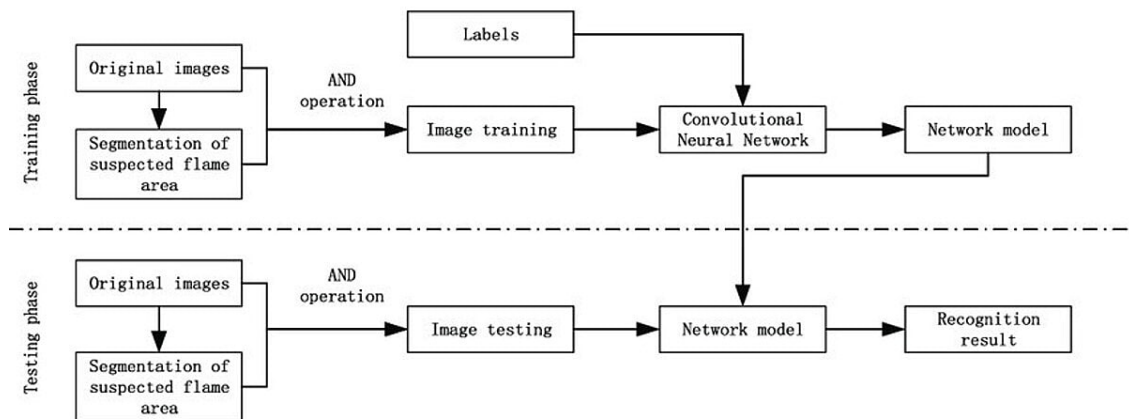 Training phase
Original images
Segmentation of
suspected flame
area
AND
operation
Labels
Image training
Convolutional
Neural Network
Network model
Testing phase
Original images
Segmentation of
suspected flame
area
AND
operation
Image testing
Network model
Recognition
result